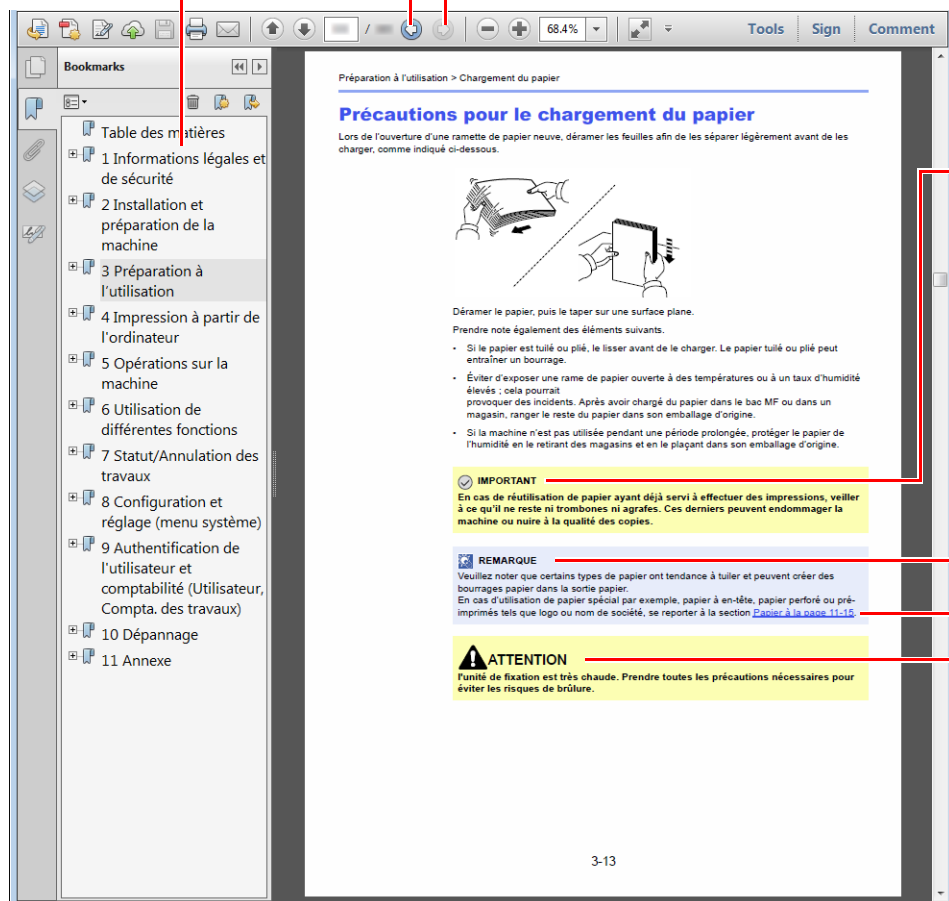 /
68.4%
Tools
Sign
Comment
Bookmarks
Table des matières
1 Informations légales et
de sécurité
2 Installation et
préparation de la
machine
3 Préparation à
l'utilisation
4 Impression à partir de
l'ordinateur
5 Opérations sur la
machine
6 Utilisation de
différentes fonctions
7 Statut/Annulation des
travaux
8 Configuration et
réglage (menu système)
9 Authentification de
l'utilisateur et
comptabilité (Utilisateur,
Compta. des travaux)
10 Dépannage
11 Annexe
Préparation à l'utilisation > Chargement du papier
Précautions pour le chargement du papier
Lors de l'ouverture d'une ramette de papier neuve, déramer les feuilles afin de les séparer légèrement avant de les
charger, comme indiqué ci-dessous.
Déramer le papier, puis le taper sur une surface plane.
Prendre note également des éléments suivants.
• Si le papier est tuilé ou plié, le lisser avant de le charger. Le papier tuilé ou plié peut
entraîner un bourrage.
• Éviter d'exposer une rame de papier ouverte à des températures ou à un taux d'humidité
élevés ; cela pourrait
provoquer des incidents. Après avoir chargé du papier dans le bac MF ou dans un
magasin, ranger le reste du papier dans son emballage d'origine.
• Si la machine n'est pas utilisée pendant une période prolongée, protéger le papier de
l'humidité en le retirant des magasins et en le plaçant dans son emballage d'origine.
IMPORTANT
En cas de réutilisation de papier ayant déjà servi à effectuer des impressions, veiller
à ce qu'il ne reste ni trombones ni agrafes. Ces derniers peuvent endommager la
machine ou nuire à la qualité des copies.
REMARQUE
Veuillez noter que certains types de papier ont tendance à tuiler et peuvent créer des
bourrages papier dans la sortie papier.
En cas d'utilisation de papier spécial par exemple, papier à en-tête, papier perforé ou pré-
imprimés tels que logo ou nom de société, se reporter à la section Papier à la page 11-15.
ATTENTION
l'unité de fixation est très chaude. Prendre toutes les précautions nécessaires pour
éviter les risques de brûlure.
3-13